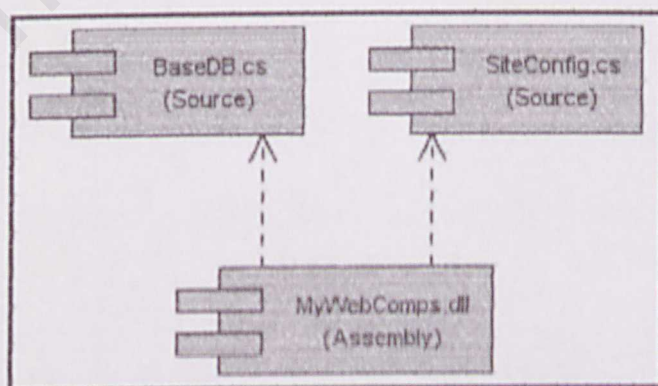 BaseDB.cs
(Source)
SiteConfig.cs
(Source)
MyWebComps.dll
(Assembly)